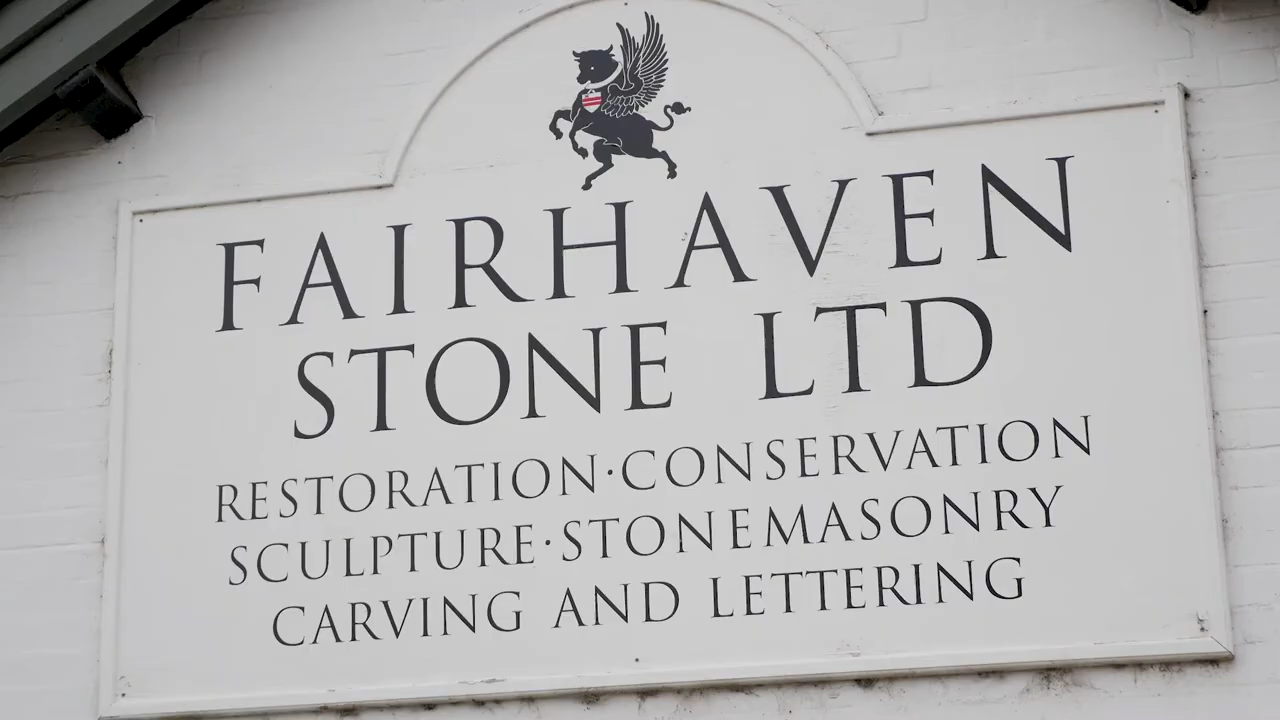 FAIRHAVEN
STONE LTD
RESTORATION·CONSERVATION
SCULPTURE·STONEMASONRY
CARVING AND LETTERING